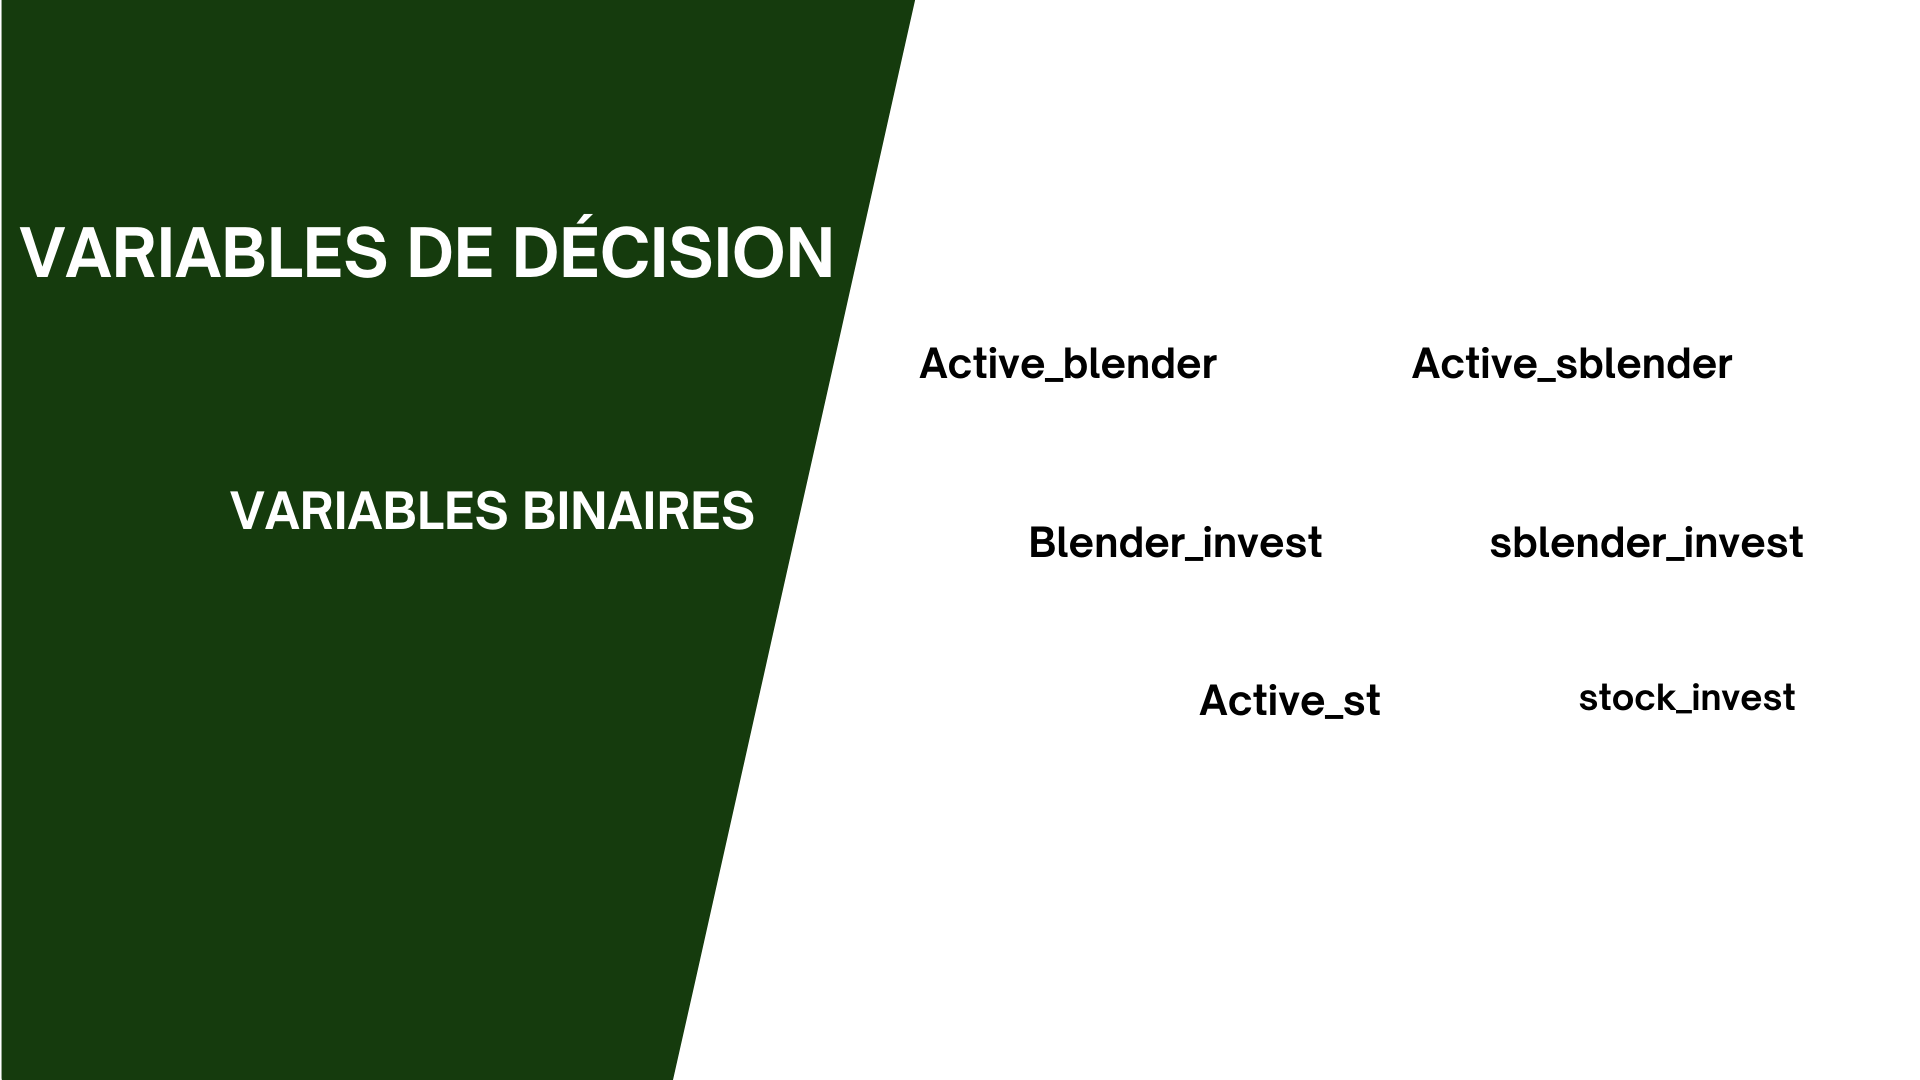 VARIABLES DE DÉCISION
VARIABLES BINAIRES
Active_blender Active_sblender
Blender_invest sblender_invest
Active_st stock_invest